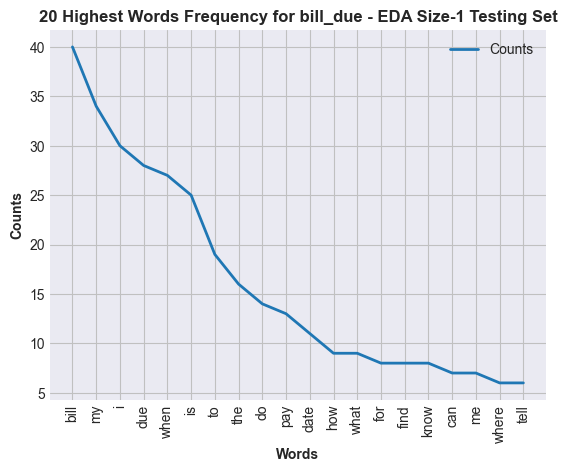 20 Highest Words Frequency for bill_due - EDA Size-1 Testing Set
Counts
40
35
30
25
20
15
10
5
Counts
bill
my
i
due
when
is
to
the
do
pay
date
how
what
for
find
know
can
me
where
tell
Words